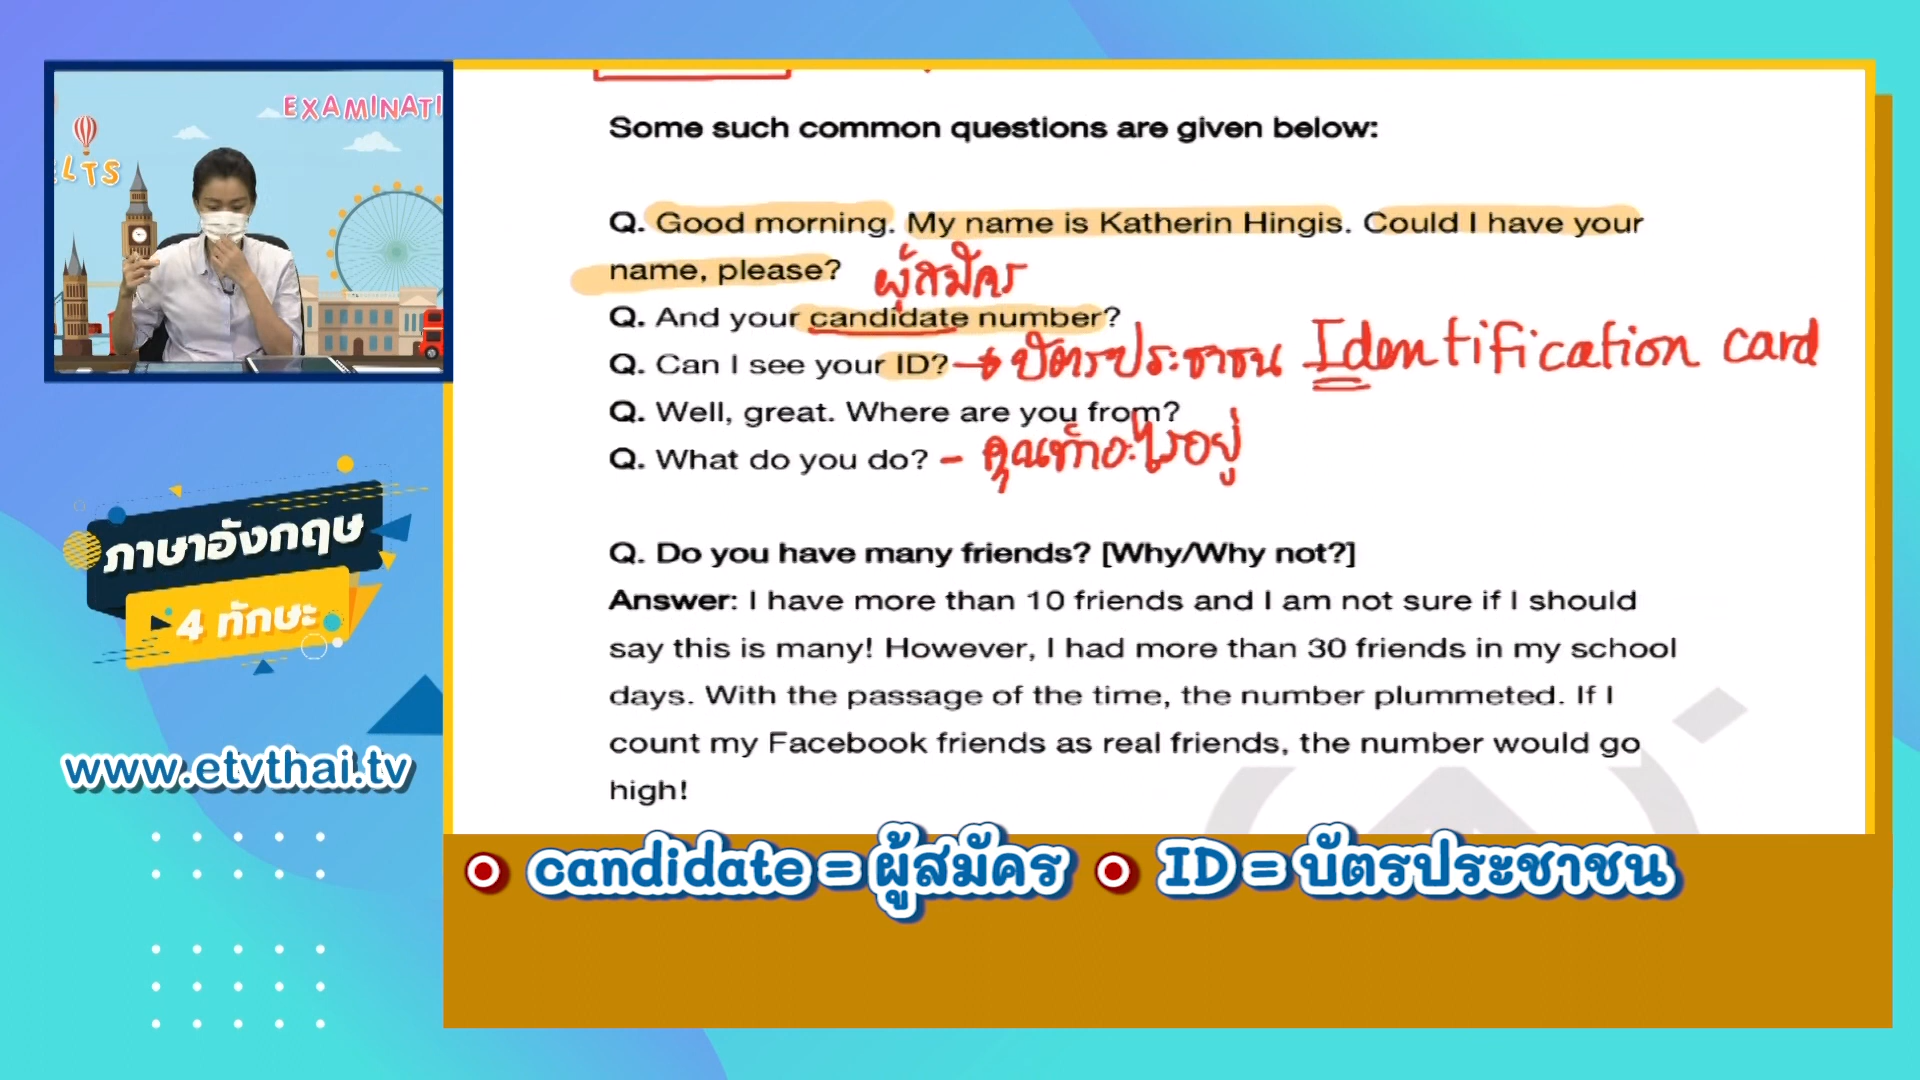 EXAMINATI
ELTS
Some such common questions are given below:
Q. Good morning. My name is Katherin Hingis. Could I have your
name, please?
ผู้สมัคร
Q. And your candidate number?
Q. Can I see your ID? → บัตรประชาชน Identification card
Q. Well, great. Where are you from?
Q. What do you do? - คุณทำอะไรอยู่
Q. Do you have many friends? [Why/Why not?]
Answer: I have more than 10 friends and I am not sure if I should
say this is many! However, I had more than 30 friends in my school
days. With the passage of the time, the number plummeted. If I
count my Facebook friends as real friends, the number would go
high!
ภาษาอังกฤษ
4 ทักษะ
www.etvthai.tv
candidate = ผู้สมัคร
ID = บัตรประชาชน